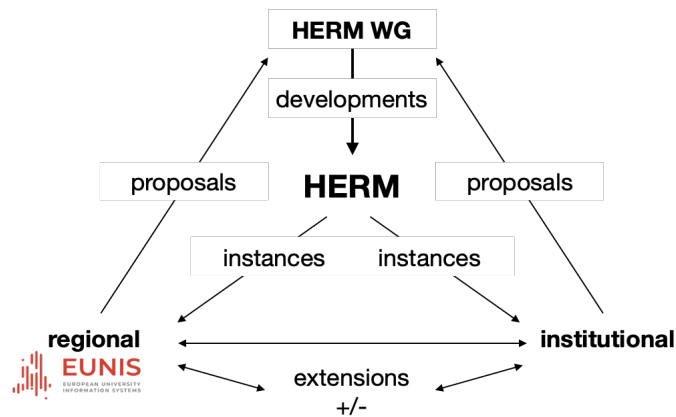 HERM WG
developments
proposals
HERM
proposals
instances
instances
regional
institutional
EUNIS
EUROPEAN UNIVERSITY
INFORMATION SYSTEMS
extensions
+/-